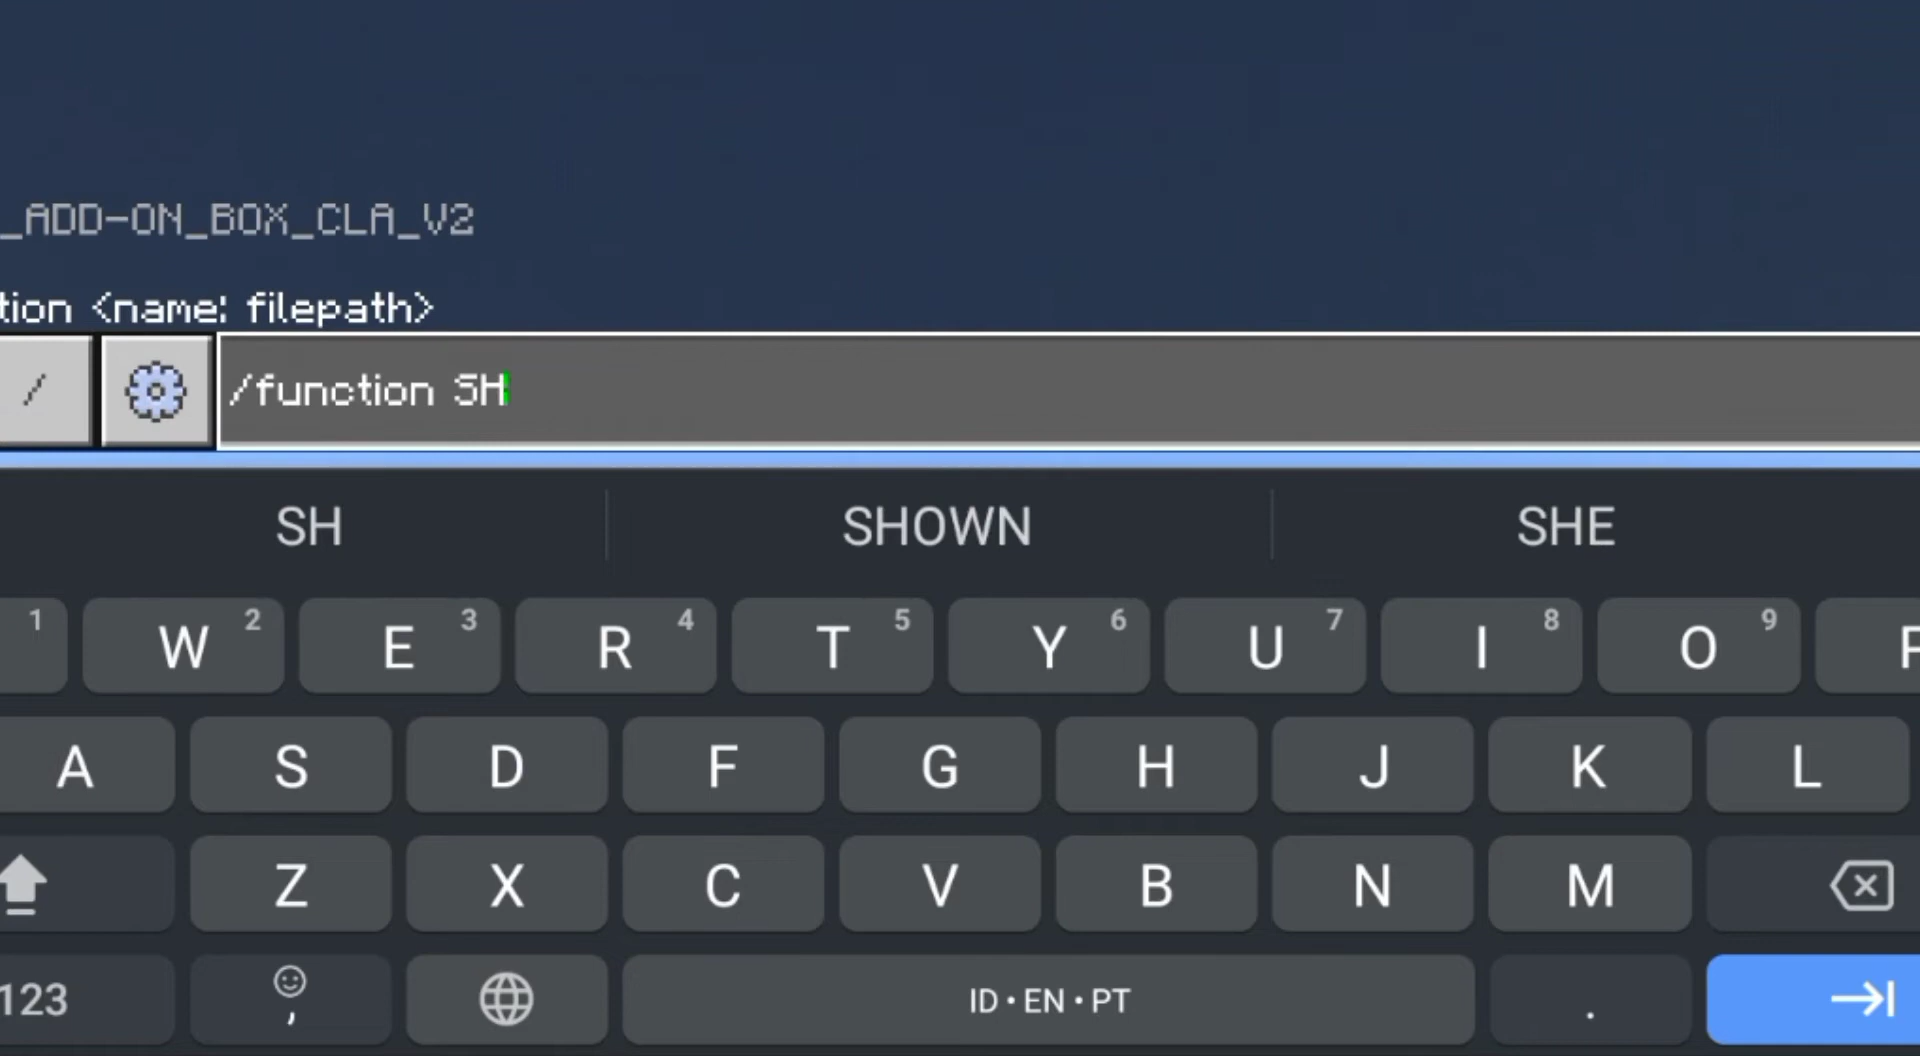 _ADD-ON_BOX_CLA_V2
tion <name: filepath>
/ /function SH
SH SHOWN SHE
1 W 2 E 3 R 4 T 5 Y 6 U 7 I 8 O 9 P
A S D F G H J K L
Z X C V B N M
123 , ID • EN • PT .